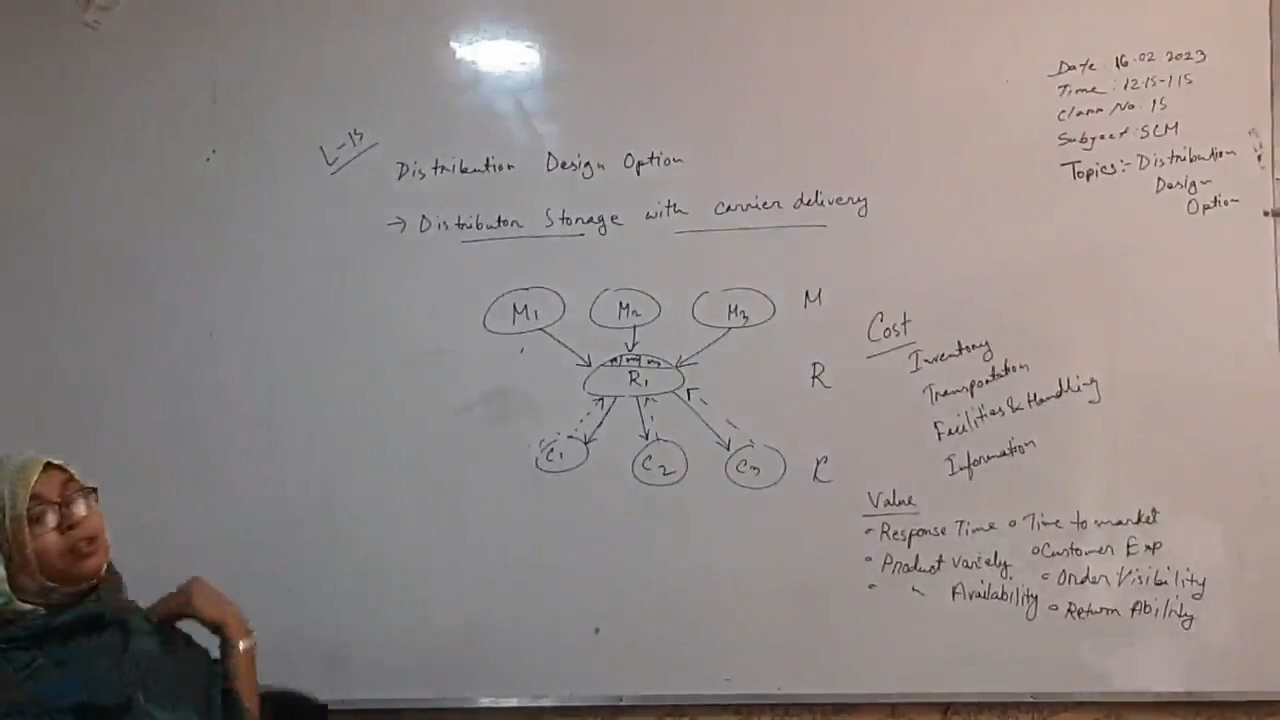 Date: 16.02 2023
Time: 12.15-1.15
Class No. 15
Subject: SCM
Topics:- Distribution
Design
Option
L-15
Distribution Design Option
→ Distributor Storage with carrier delivery
M1 M2 M3 M
R1 R
C1 C2 C3 C
Cost
Inventory
Transportation
Facilities & Handling
Information
Value
Response Time Time to market
Product Variety Customer Exp
" Availability Order Visibility
Return Ability